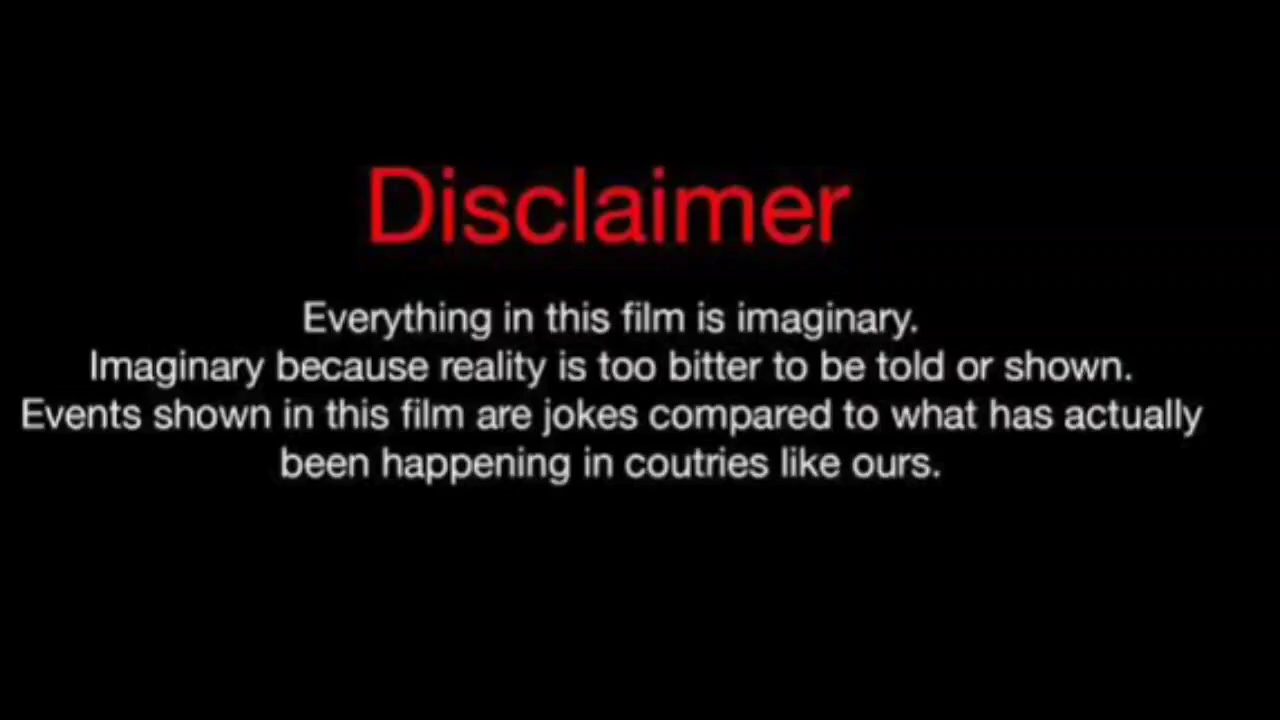 Disclaimer
Everything in this film is imaginary.
Imaginary because reality is too bitter to be told or shown.
Events shown in this film are jokes compared to what has actually
been happening in coutries like ours.